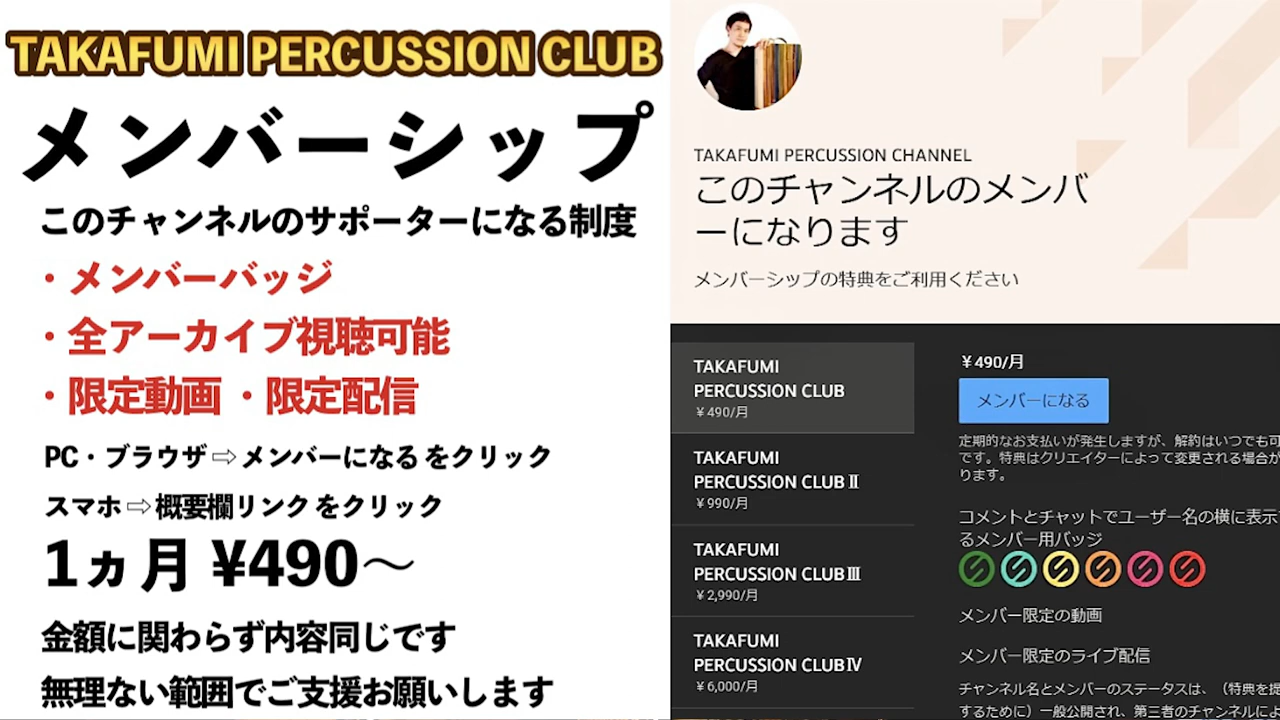 TAKAFUMI PERCUSSION CLUB
メンバーシップ
このチャンネルのサポーターになる制度
・メンバーバッジ
・全アーカイブ視聴可能
・限定動画 ・限定配信
PC・ブラウザ⇨メンバーになる をクリック
スマホ⇨概要欄リンク をクリック
1ヵ月 ¥490〜
金額に関わらず内容同じです
無理ない範囲でご支援お願いします
TAKAFUMI PERCUSSION CHANNEL
このチャンネルのメンバ
ーになります
メンバーシップの特典をご利用ください
TAKAFUMI
PERCUSSION CLUB
¥490/月
TAKAFUMI
PERCUSSION CLUBⅡ
¥990/月
TAKAFUMI
PERCUSSION CLUBⅢ
¥2,990/月
TAKAFUMI
PERCUSSION CLUBⅣ
¥6,000/月
¥490/月
メンバーになる
定期的なお支払いが発生しますが、解約はいつでも可
です。特典はクリエイターによって変更される場合が
ります。
コメントとチャットでユーザー名の横に表示
るメンバー用バッジ
メンバー限定の動画
メンバー限定のライブ配信
チャンネル名とメンバーのステータスは、（特典を提
するために）一般公開され、第三者のチャンネルによ